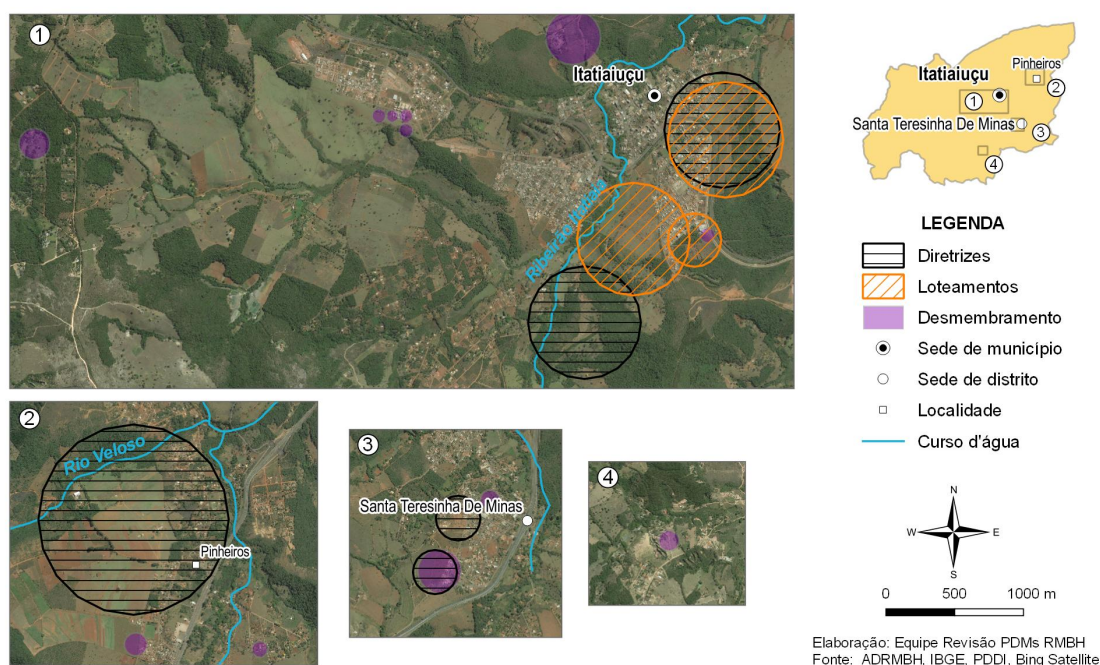 1
Itatiaiuçu
Ribeirão Itatiaia
2
Rio Veloso
Pinheiros
3
Santa Teresinha De Minas
4
Itatiaiuçu
Pinheiros
1
2
Santa Teresinha De Minas
3
4
LEGENDA
Diretrizes
Loteamentos
Desmembramento
Sede de município
Sede de distrito
Localidade
Curso d'água
N
W
E
S
0 500 1000 m
Elaboração: Equipe Revisão PDMs RMBH
Fonte: ADRMBH, IBGE, PDDI, Bing Satellite